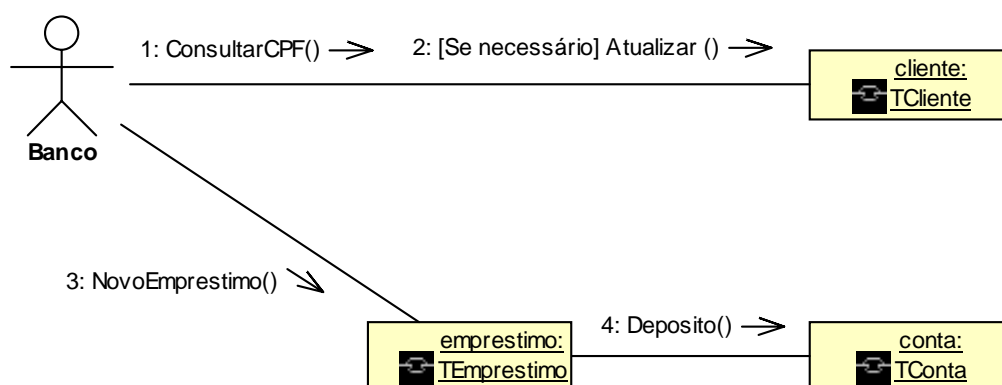 1: ConsultarCPF()
2: [Se necessário] Atualizar ()
cliente:
TCliente
Banco
3: NovoEmprestimo()
4: Deposito()
emprestimo:
TEmprestimo
conta:
TConta